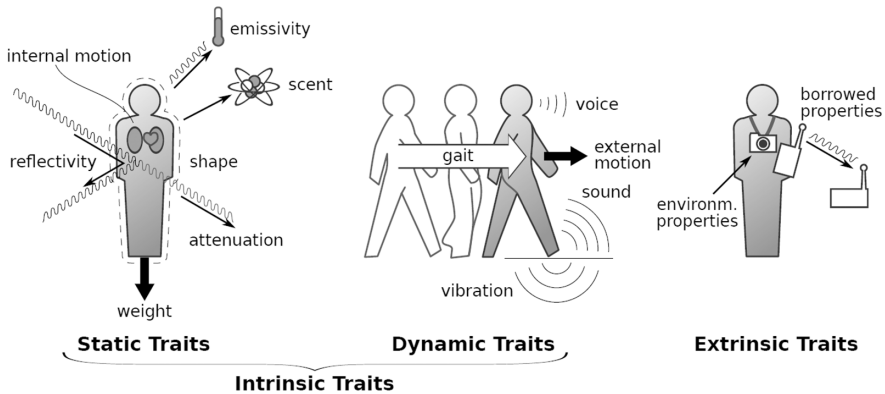 emissivity
internal motion
scent
reflectivity
shape
attenuation
weight
Static Traits
voice
gait
external
motion
sound
vibration
Dynamic Traits
Intrinsic Traits
borrowed
properties
environm.
properties
Extrinsic Traits